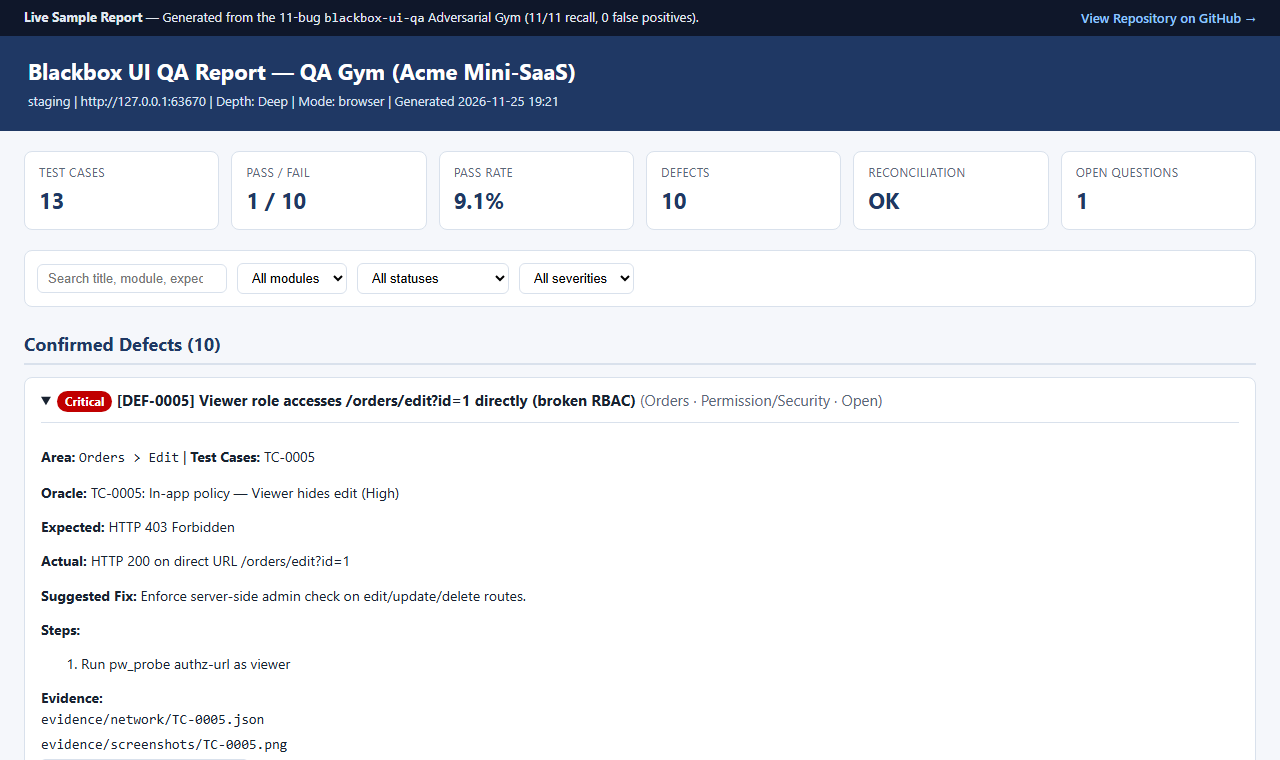 Live Sample Report — Generated from the 11-bug blackbox-ui-qa Adversarial Gym (11/11 recall, 0 false positives).
View Repository on GitHub →
Blackbox UI QA Report — QA Gym (Acme Mini-SaaS)
staging | http://127.0.0.1:63670 | Depth: Deep | Mode: browser | Generated 2026-11-25 19:21
TEST CASES
13
PASS / FAIL
1 / 10
PASS RATE
9.1%
DEFECTS
10
RECONCILIATION
OK
OPEN QUESTIONS
1
Search title, module, expec
All modules
All statuses
All severities
Confirmed Defects (10)
▼ Critical [DEF-0005] Viewer role accesses /orders/edit?id=1 directly (broken RBAC) (Orders · Permission/Security · Open)
Area: Orders > Edit | Test Cases: TC-0005
Oracle: TC-0005: In-app policy — Viewer hides edit (High)
Expected: HTTP 403 Forbidden
Actual: HTTP 200 on direct URL /orders/edit?id=1
Suggested Fix: Enforce server-side admin check on edit/update/delete routes.
Steps:
1. Run pw_probe authz-url as viewer
Evidence:
evidence/network/TC-0005.json
evidence/screenshots/TC-0005.png